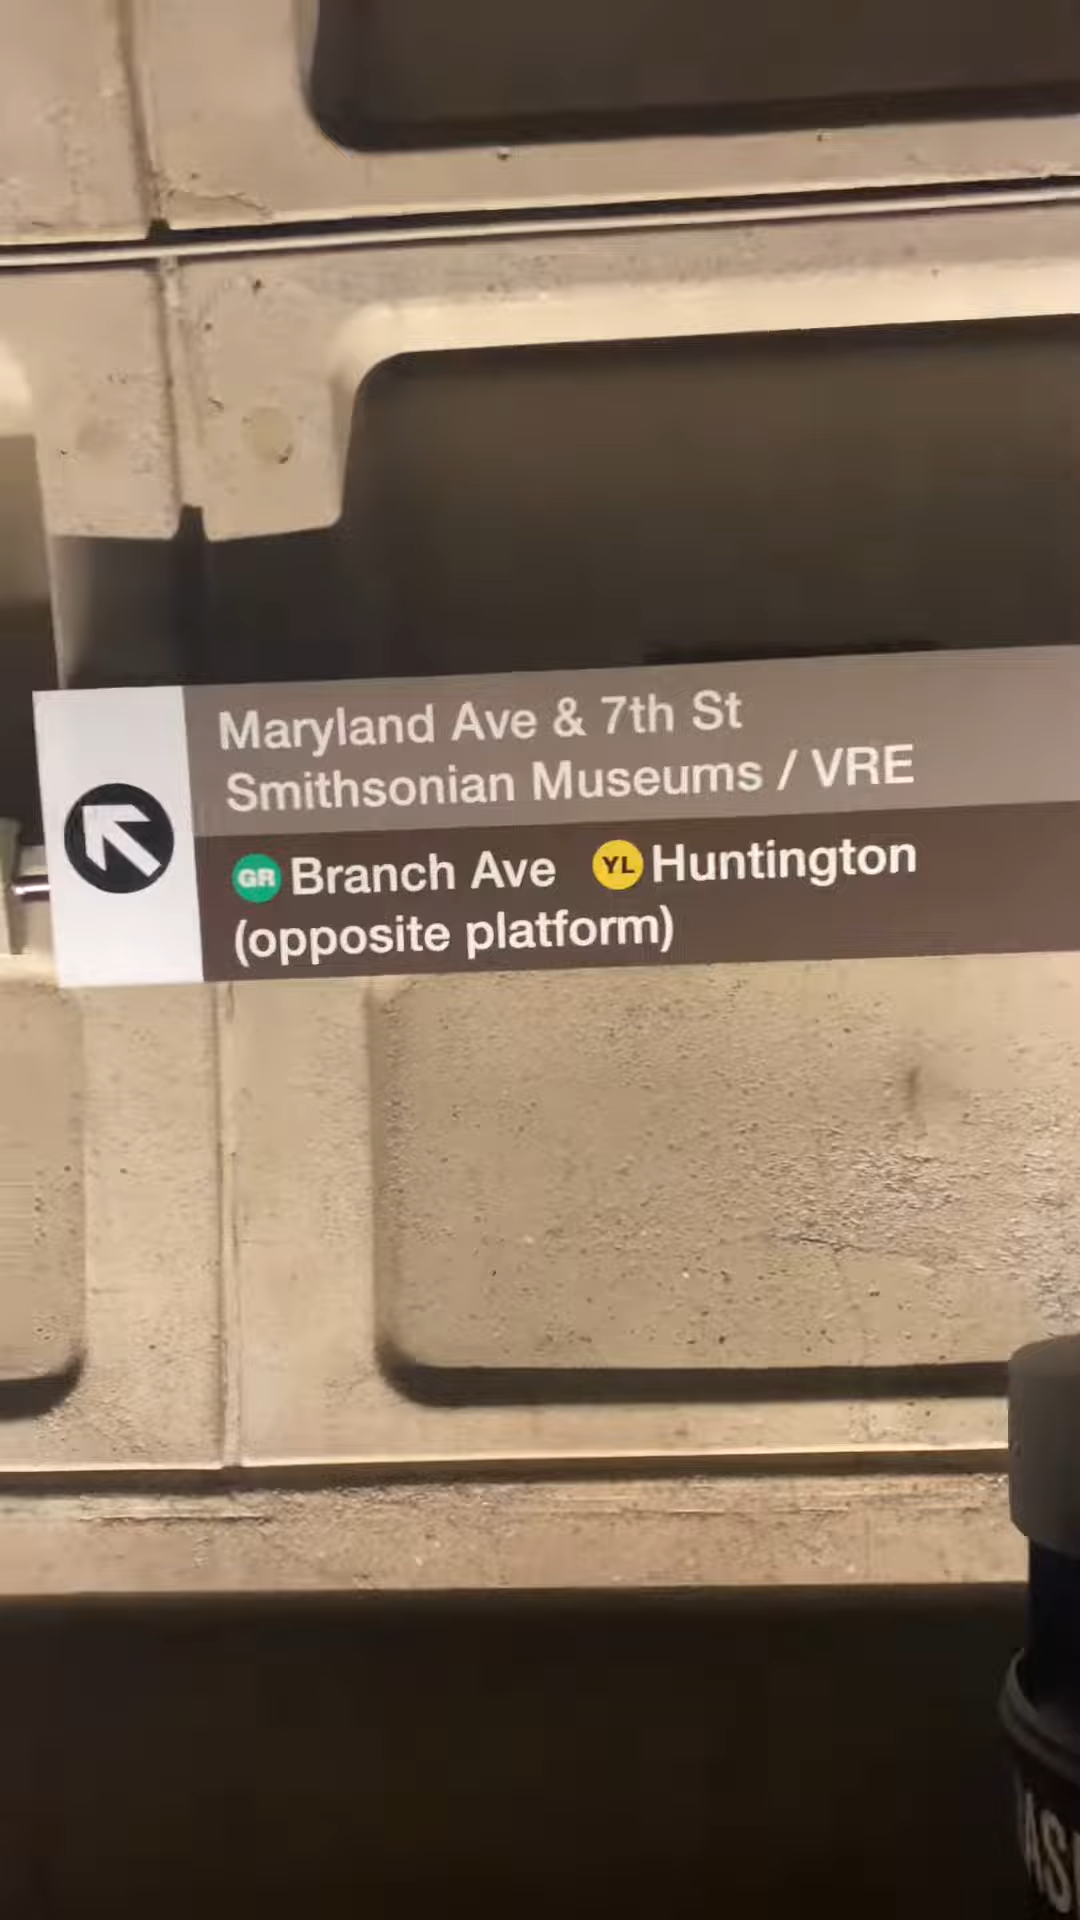 Maryland Ave & 7th St
Smithsonian Museums / VRE
GR Branch Ave YL Huntington
(opposite platform)